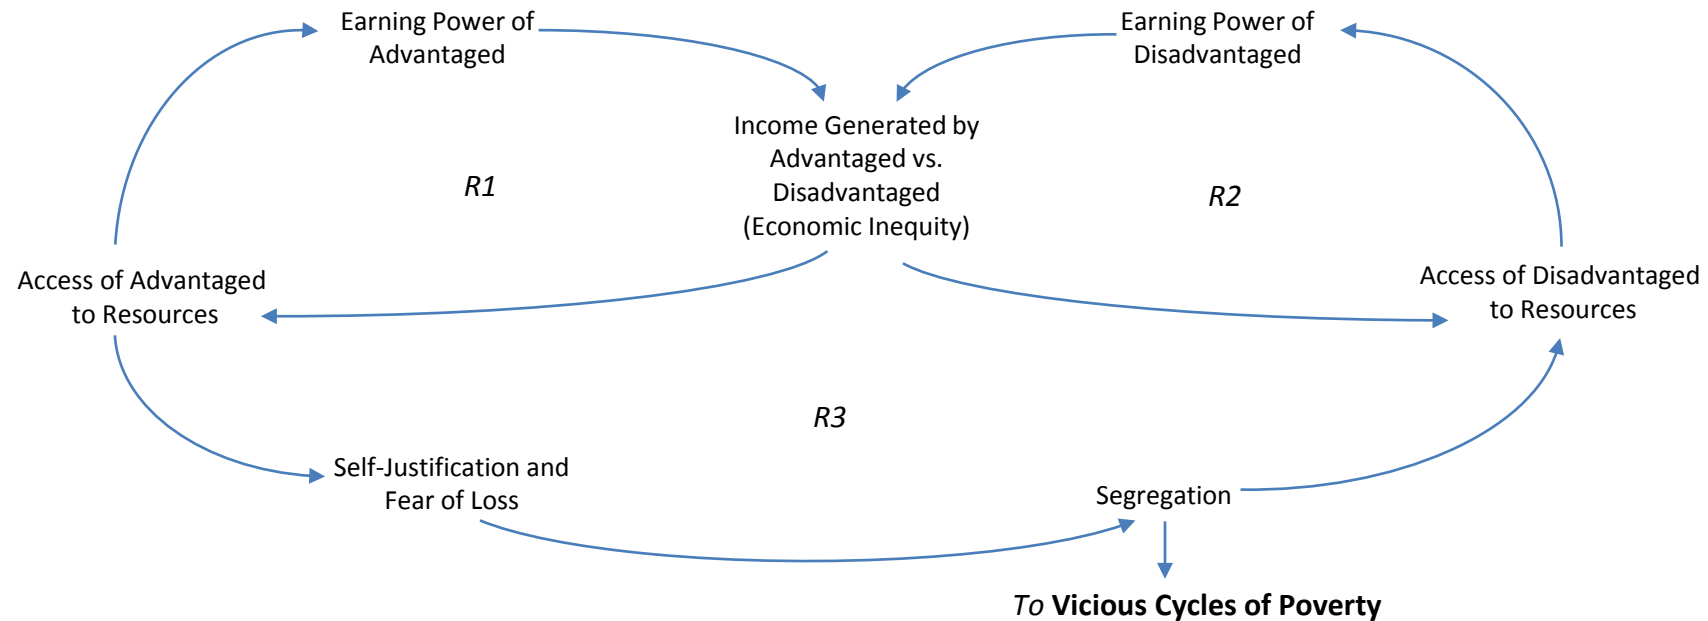 Earning Power of
Advantaged
Earning Power of
Disadvantaged
Income Generated by
Advantaged vs.
Disadvantaged
(Economic Inequity)
R1
R2
Access of Advantaged
to Resources
Access of Disadvantaged
to Resources
R3
Self-Justification and
Fear of Loss
Segregation
To Vicious Cycles of Poverty